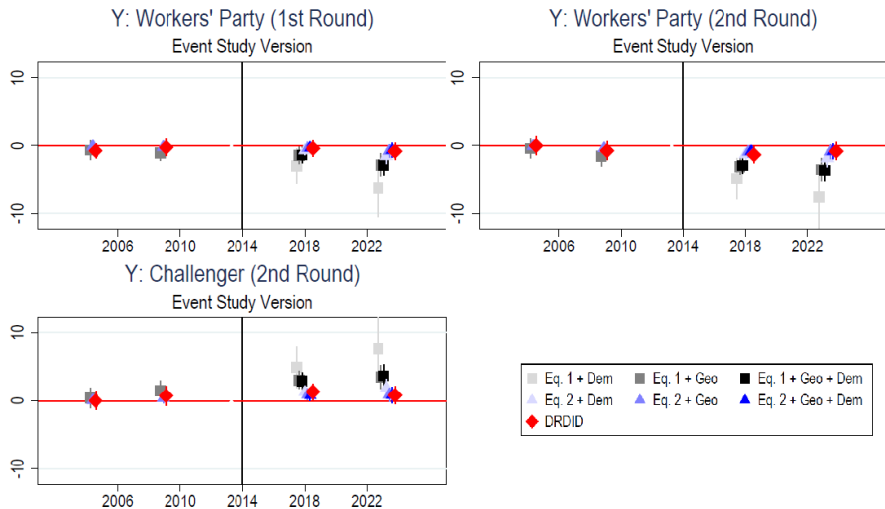 Y: Workers' Party (1st Round)
Event Study Version
10
0
-10
2006 2010 2014 2018 2022
Y: Workers' Party (2nd Round)
Event Study Version
10
0
-10
2006 2010 2014 2018 2022
Y: Challenger (2nd Round)
Event Study Version
10
0
-10
2006 2010 2014 2018 2022
Eq. 1 + Dem Eq. 1 + Geo Eq. 1 + Geo + Dem
Eq. 2 + Dem Eq. 2 + Geo Eq. 2 + Geo + Dem
DRDID